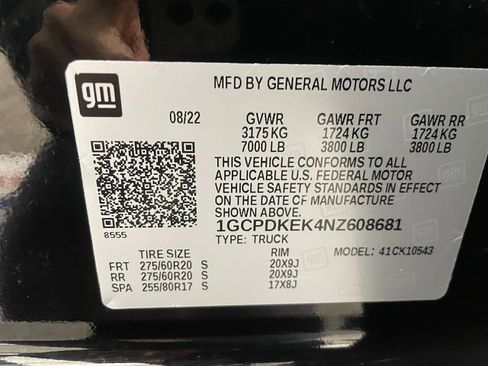 gm
MFD BY GENERAL MOTORS LLC
08/22 GVWR GAWR FRT GAWR RR
3175 KG 1724 KG 1724 KG
7000 LB 3800 LB 3800 LB
THIS VEHICLE CONFORMS TO ALL
APPLICABLE U.S. FEDERAL MOTOR
VEHICLE SAFETY STANDARDS IN EFFECT
ON THE DATE OF MANUFACTURE
SHOWN ABOVE.
1GCPDKEK4NZ608681
8555
TYPE: TRUCK MODEL: 41CK10543
TIRE SIZE RIM
FRT 275/60R20 S 20X9J
RR 275/60R20 S 20X9J
SPA 255/80R17 S 17X8J